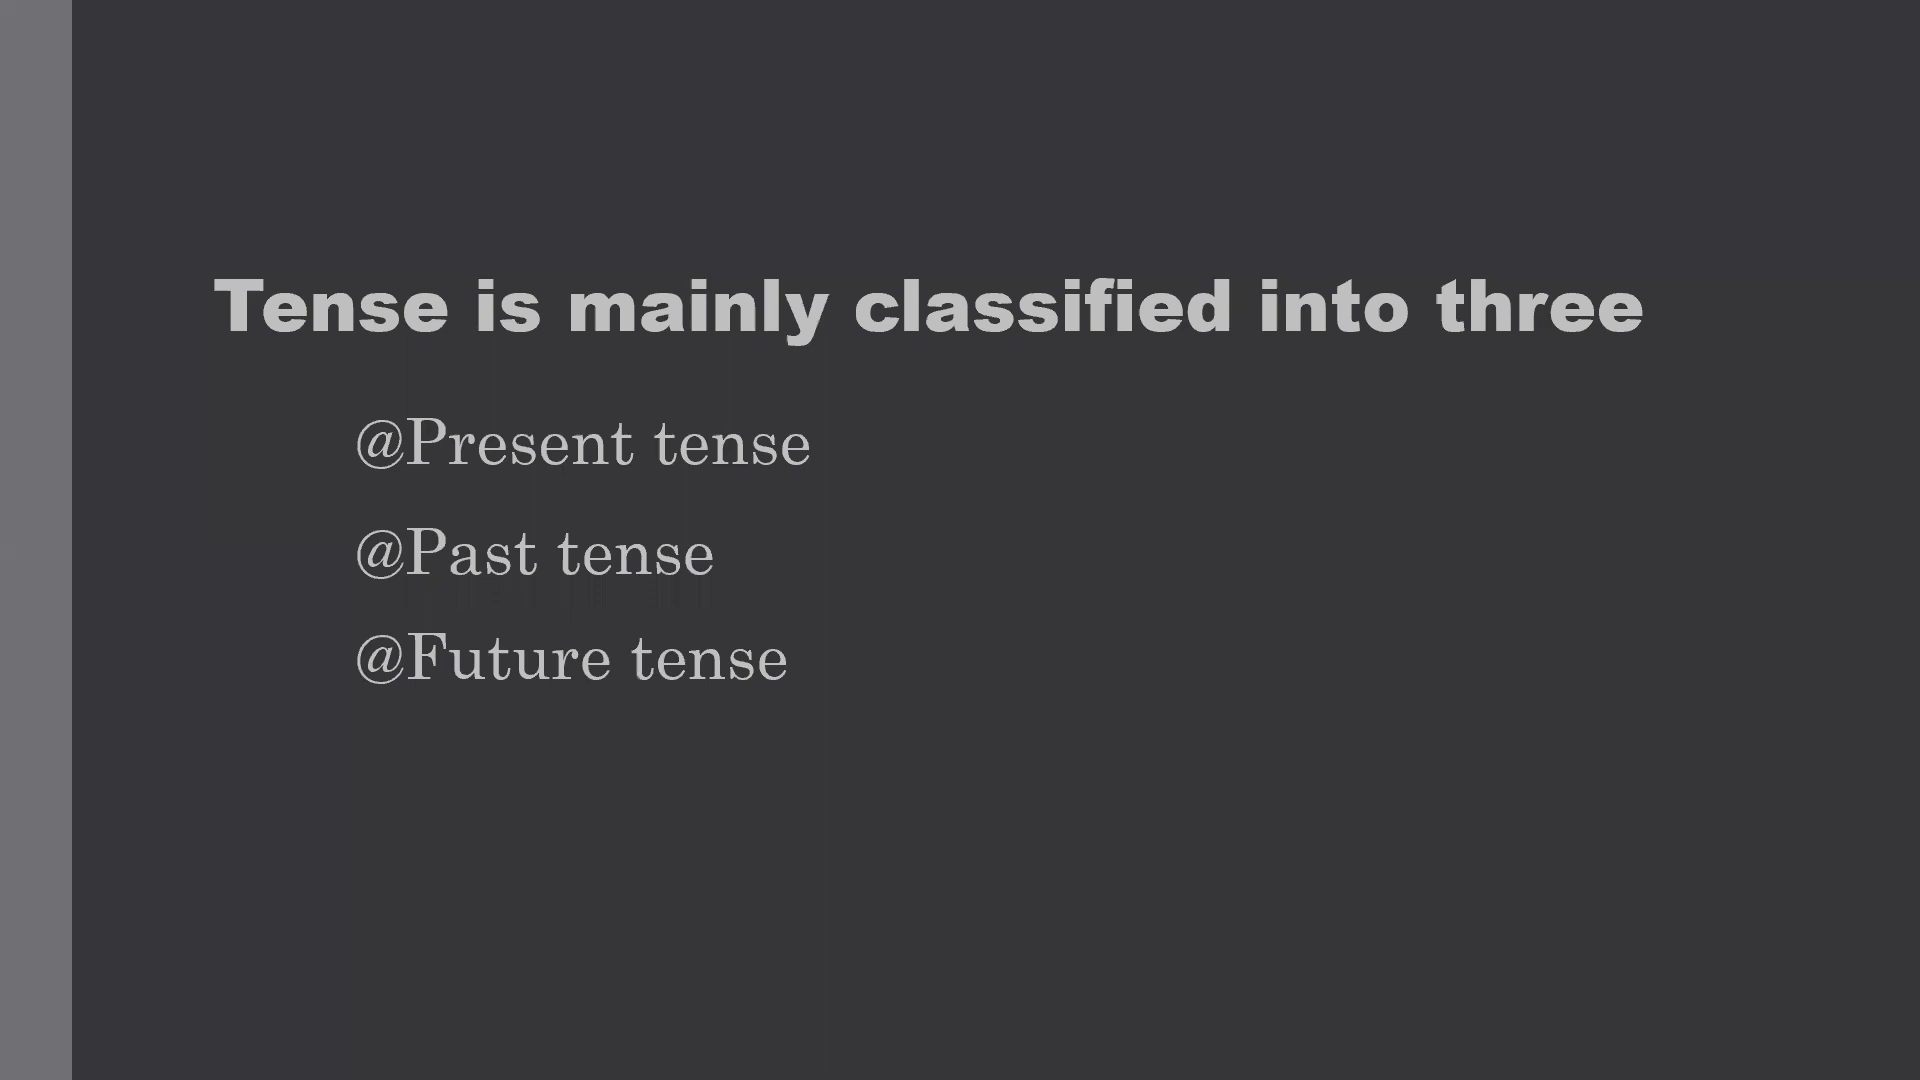 Tense is mainly classified into three
@Present tense
@Past tense
@Future tense